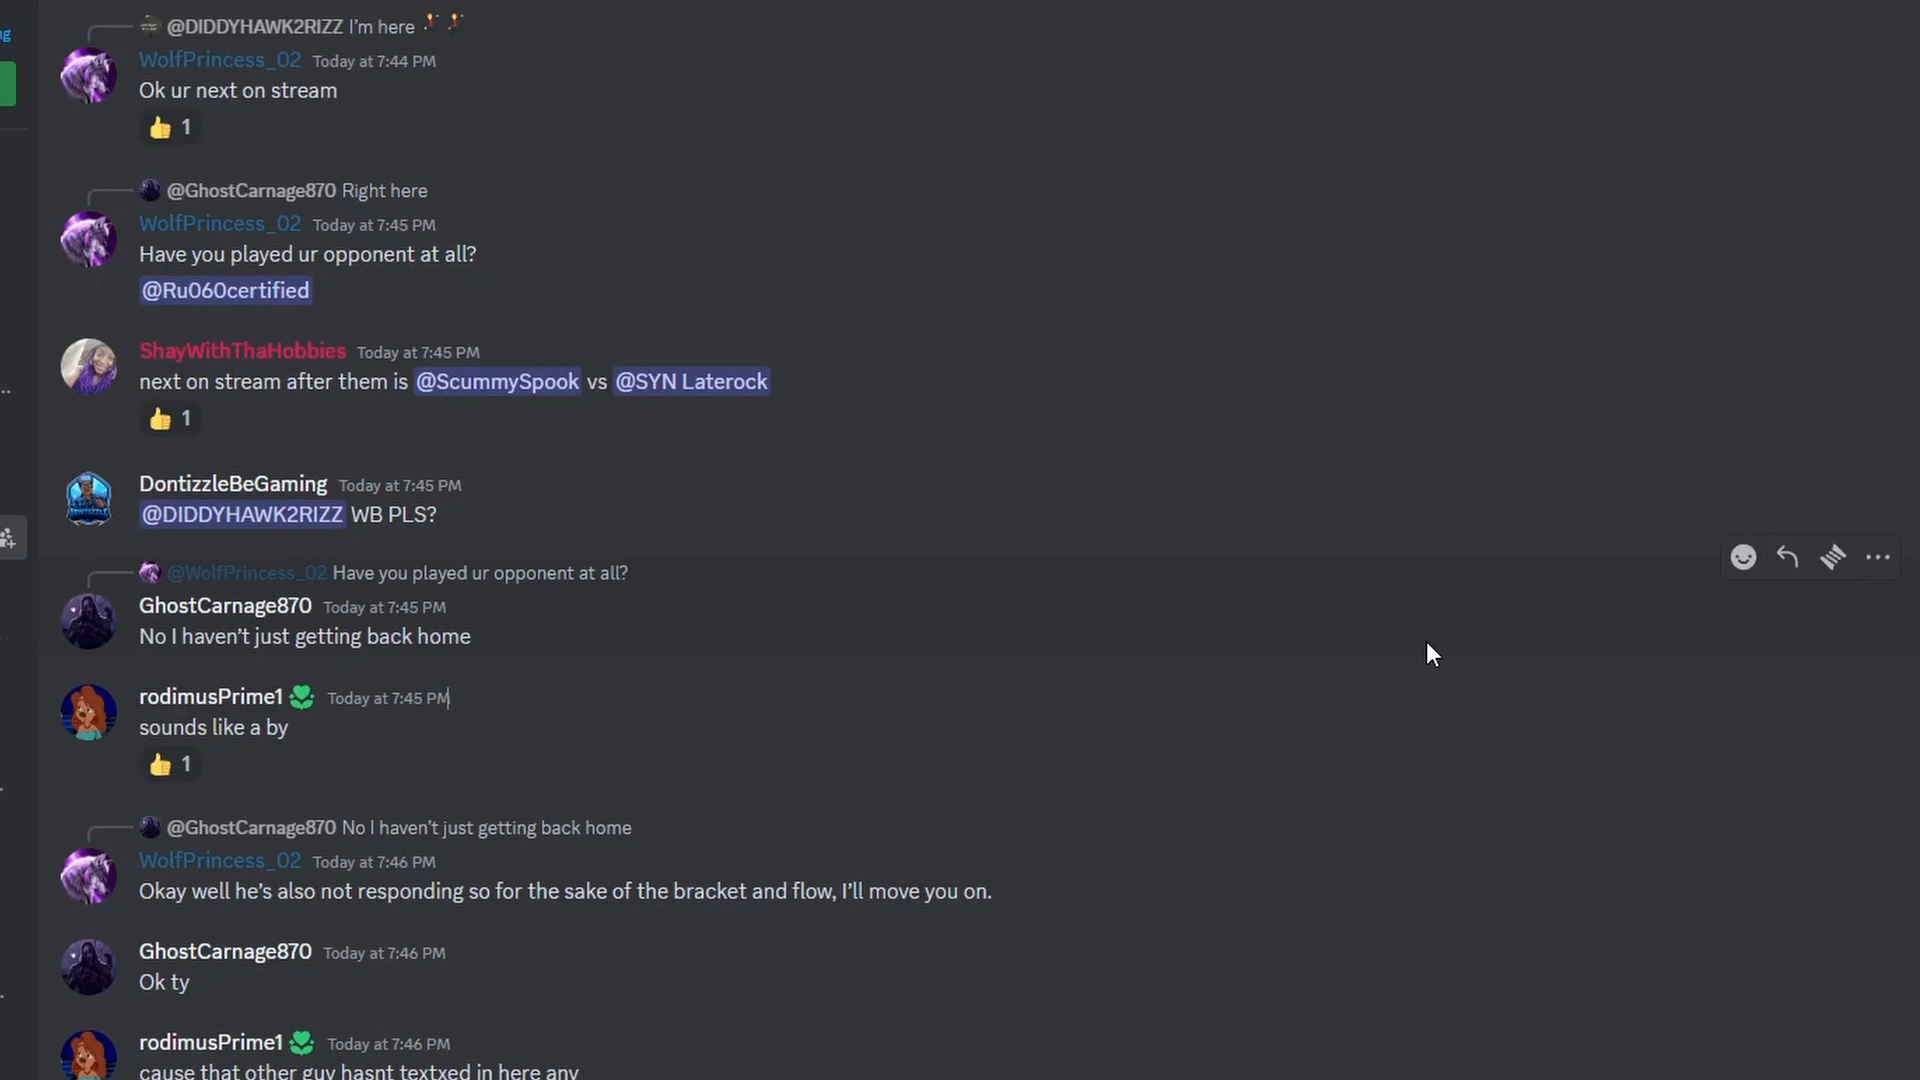 @DIDDYHAWK2RIZZ I'm here
WolfPrincess_02 Today at 7:44 PM
Ok ur next on stream
1
@GhostCarnage870 Right here
WolfPrincess_02 Today at 7:45 PM
Have you played ur opponent at all?
@Ru060certified
ShayWithThaHobbies Today at 7:45 PM
next on stream after them is @ScummySpook vs @SYN Laterock
1
DontizzleBeGaming Today at 7:45 PM
@DIDDYHAWK2RIZZ WB PLS?
@WolfPrincess_02 Have you played ur opponent at all?
GhostCarnage870 Today at 7:45 PM
No I haven't just getting back home
rodimusPrime1 Today at 7:45 PM
sounds like a by
1
@GhostCarnage870 No I haven't just getting back home
WolfPrincess_02 Today at 7:46 PM
Okay well he's also not responding so for the sake of the bracket and flow, I'll move you on.
GhostCarnage870 Today at 7:46 PM
Ok ty
rodimusPrime1 Today at 7:46 PM
cause that other guy hasnt textxed in here any